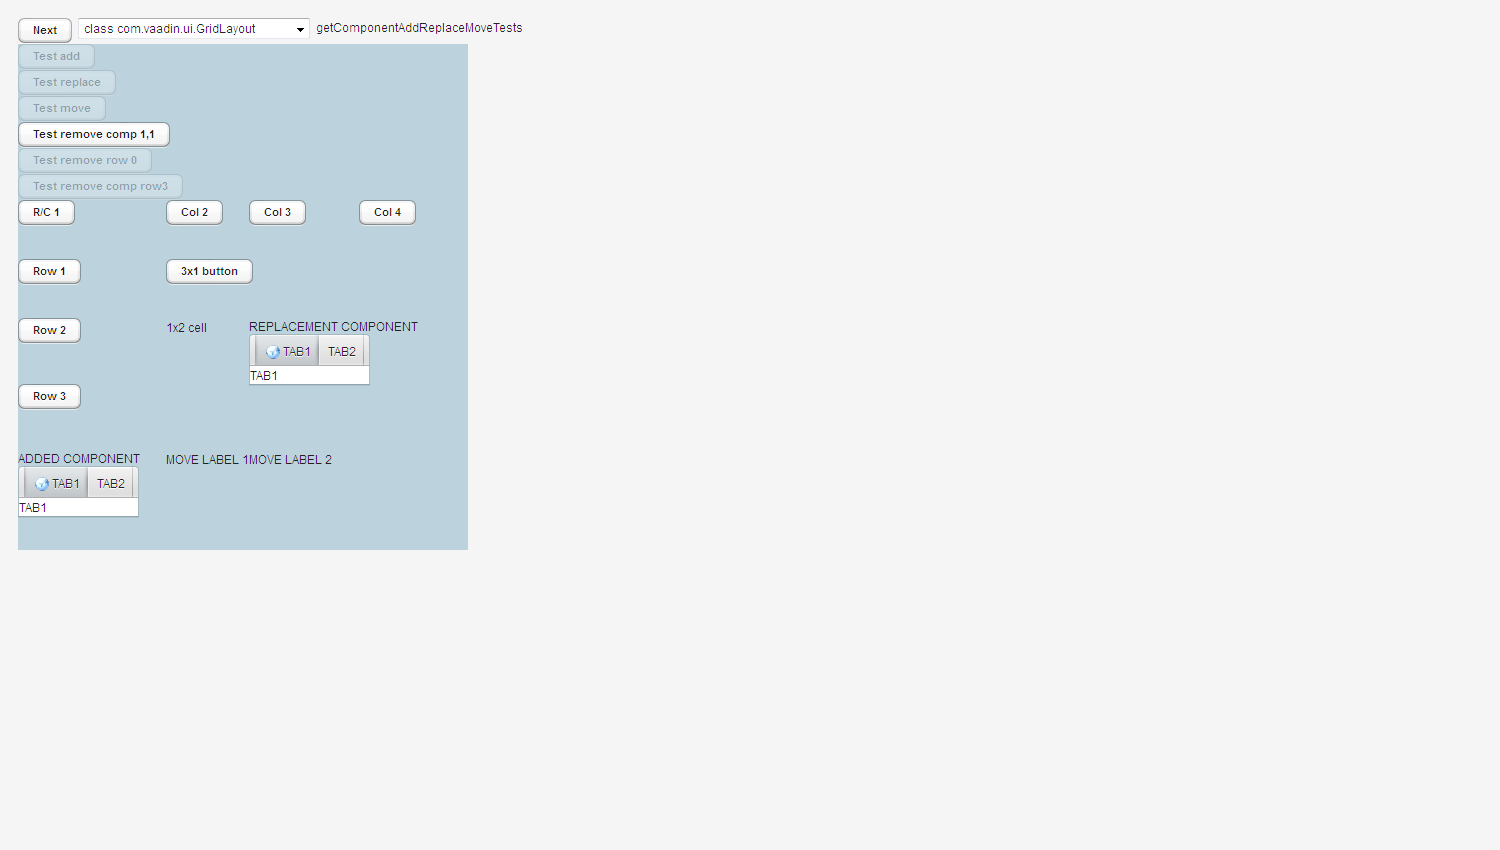 Next class com.vaadin.ui.GridLayout getComponentAddReplaceMoveTests
Test add
Test replace
Test move
Test remove comp 1,1
Test remove row 0
Test remove comp row3
R/C 1 Col 2 Col 3 Col 4
Row 1 3x1 button
Row 2 1x2 cell REPLACEMENT COMPONENT
TAB1 TAB2
TAB1
Row 3
ADDED COMPONENT MOVE LABEL 1 MOVE LABEL 2
TAB1 TAB2
TAB1